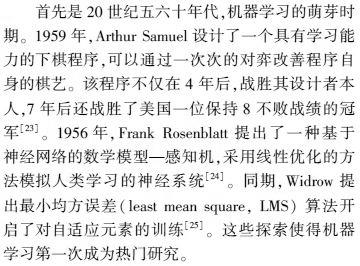 首先是 20 世纪五六十年代,机器学习的萌芽时
期。1959 年,Arthur Samuel 设计了一个具有学习能
力的下棋程序,可以通过一次次的对弈改善程序自
身的棋艺。该程序不仅在 4 年后,战胜其设计者本
人,7 年后还战胜了美国一位保持 8 不败战绩的冠
军[23]。1956 年,Frank Rosenblatt 提出了一种基于
神经网络的数学模型—感知机,采用线性优化的方
法模拟人类学习的神经系统[24]。同期,Widrow 提
出最小均方误差(least mean square, LMS) 算法开
启了对自适应元素的训练[25]。这些探索使得机器
学习第一次成为热门研究。